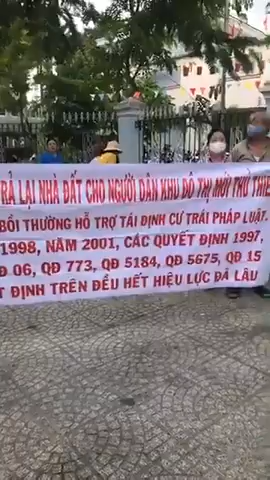 TRẢ LẠI NHÀ ĐẤT CHO NGƯỜI DÂN KHU ĐÔ THỊ MỚI THỦ THIÊ
BỒI THƯỜNG HỖ TRỢ TÁI ĐỊNH CƯ TRÁI PHÁP LUẬT.
1998, NĂM 2001, CÁC QUYẾT ĐỊNH 1997,
Đ 06, QĐ 773, QĐ 5184, QĐ 5675, QĐ 15
T ĐỊNH TRÊN ĐỀU HẾT HIỆU LỰC ĐÃ LÂU